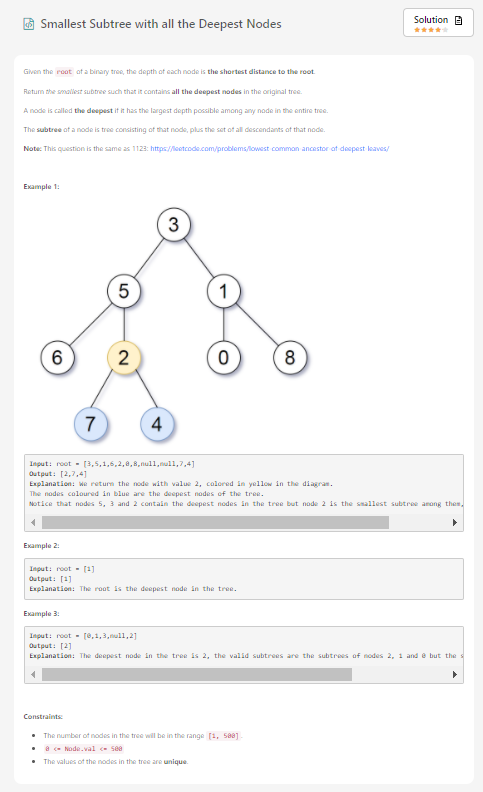 Smallest Subtree with all the Deepest Nodes
Solution
Given the root of a binary tree, the depth of each node is the shortest distance to the root.
Return the smallest subtree such that it contains all the deepest nodes in the original tree.
A node is called the deepest if it has the largest depth possible among any node in the entire tree.
The subtree of a node is tree consisting of that node, plus the set of all descendants of that node.
Note: This question is the same as 1123: https://leetcode.com/problems/lowest-common-ancestor-of-deepest-leaves/
Example 1:
3
5 1
6 2 0 8
7 4
Input: root = [3,5,1,6,2,0,8,null,null,7,4]
Output: [2,7,4]
Explanation: We return the node with value 2, colored in yellow in the diagram.
The nodes coloured in blue are the deepest nodes of the tree.
Notice that nodes 5, 3 and 2 contain the deepest nodes in the tree but node 2 is the smallest subtree among them,
Example 2:
Input: root = [1]
Output: [1]
Explanation: The root is the deepest node in the tree.
Example 3:
Input: root = [0,1,3,null,2]
Output: [2]
Explanation: The deepest node in the tree is 2, the valid subtrees are the subtrees of nodes 2, 1 and 0 but the
Constraints:
The number of nodes in the tree will be in the range [1, 500].
0 <= Node.val <= 500
The values of the nodes in the tree are unique.